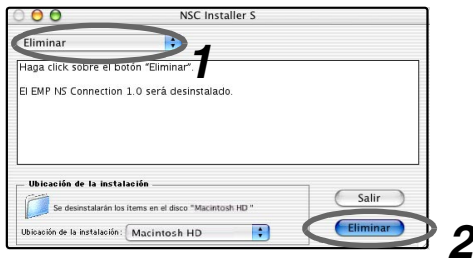 NSC Installer S
Eliminar
1
Haga click sobre el botón "Eliminar".
El EMP NS Connection 1.0 será desinstalado.
Ubicación de la instalación
Se desinstalarán los ítems en el disco "Macintosh HD "
Ubicación de la instalación: Macintosh HD
Salir
Eliminar
2